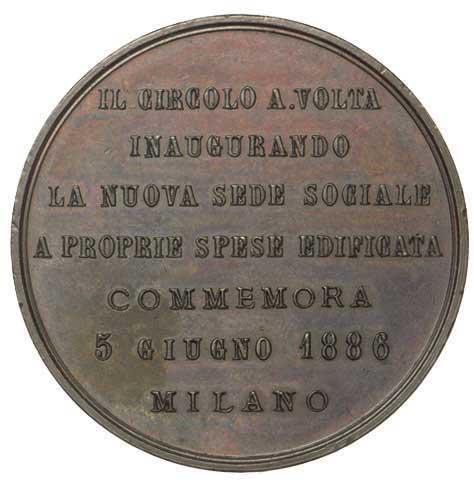 IL CIRCOLO A. VOLTA
INAUGURANDO
LA NUOVA SEDE SOCIALE
A PROPRIE SPESE EDIFICATA
COMMEMORA
5 GIUGNO 1886
MILANO